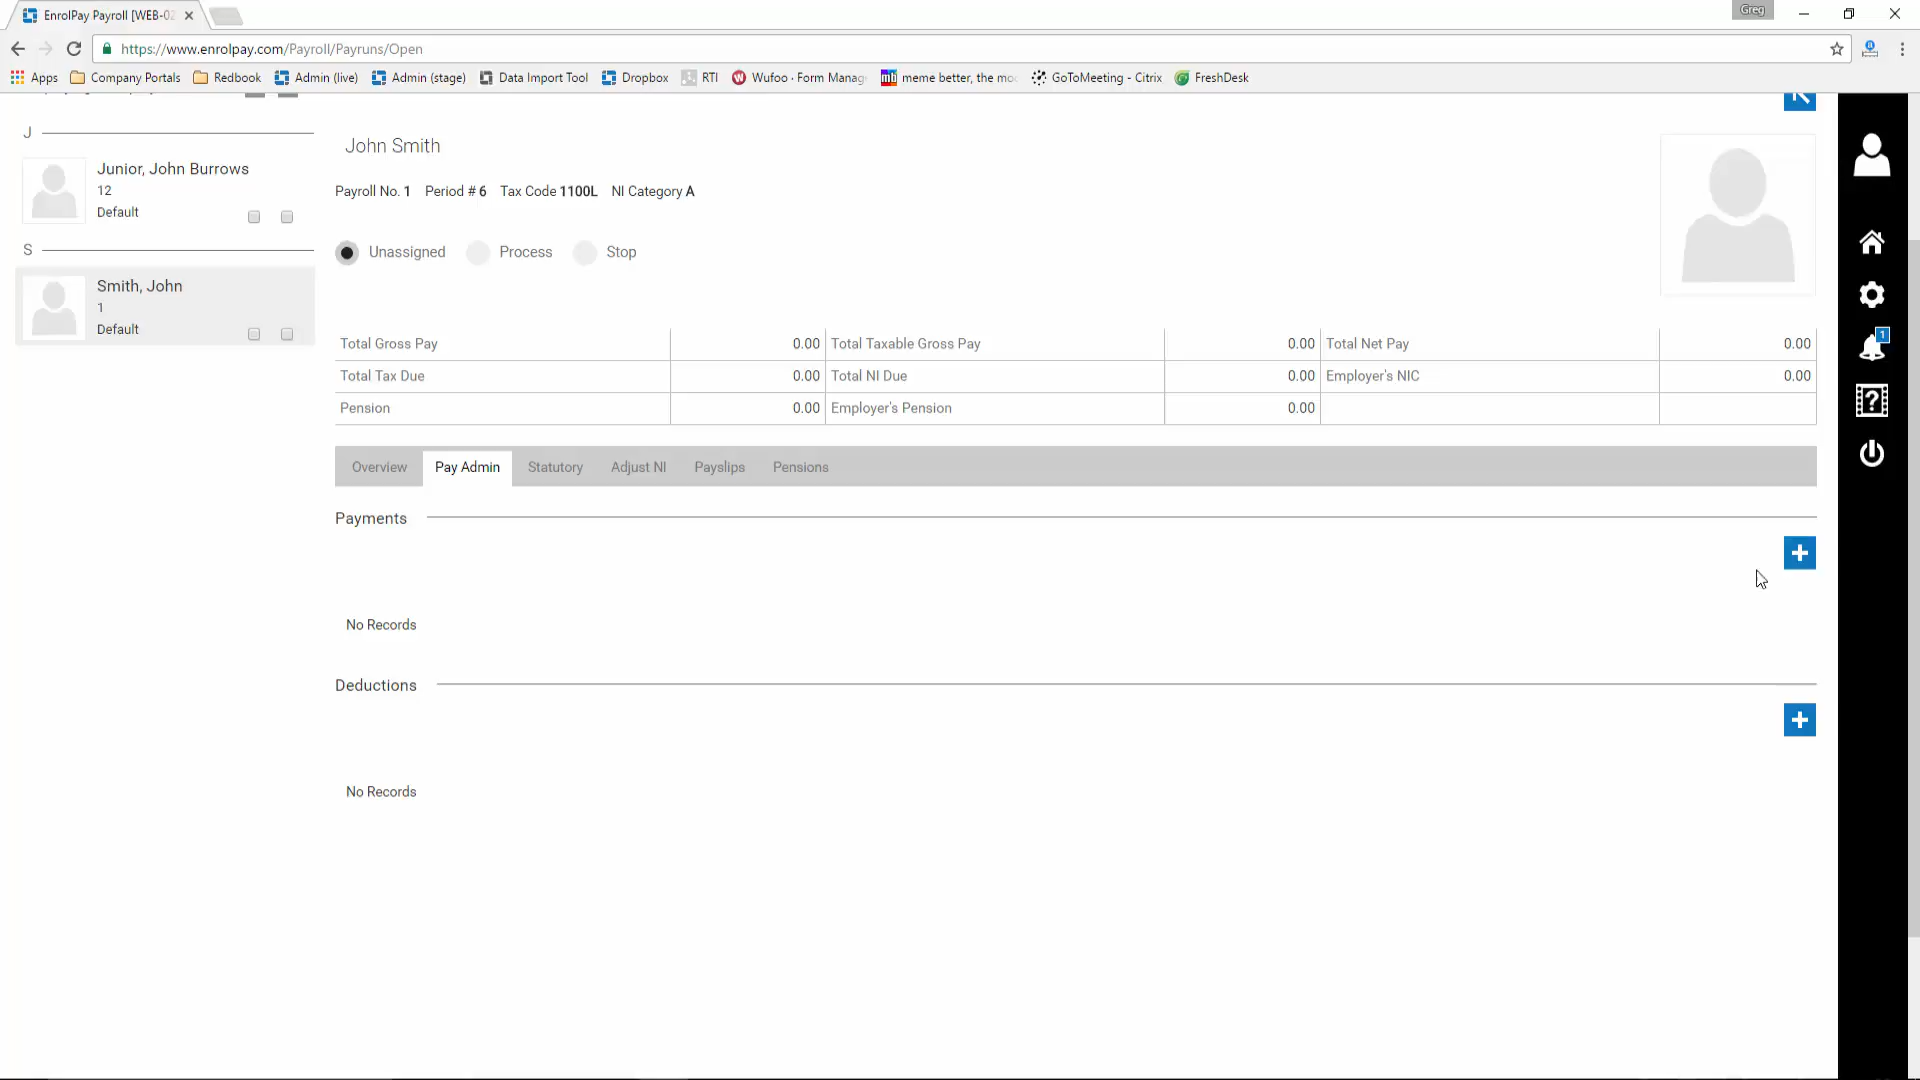 EnrolPay Payroll [WEB-02
Greg
https://www.enrolpay.com/Payroll/Payruns/Open
Apps Company Portals Redbook Admin (live) Admin (stage) Data Import Tool Dropbox RTI Wufoo · Form Manag mb meme better, the mo GoToMeeting - Citrix FreshDesk
J
Junior, John Burrows
12
Default
S
Smith, John
1
Default
John Smith
Payroll No. 1 Period # 6 Tax Code 1100L NI Category A
Unassigned Process Stop
Total Gross Pay 0.00 Total Taxable Gross Pay 0.00 Total Net Pay 0.00
Total Tax Due 0.00 Total NI Due 0.00 Employer's NIC 0.00
Pension 0.00 Employer's Pension 0.00
Overview Pay Admin Statutory Adjust NI Payslips Pensions
Payments
No Records
Deductions
No Records
1